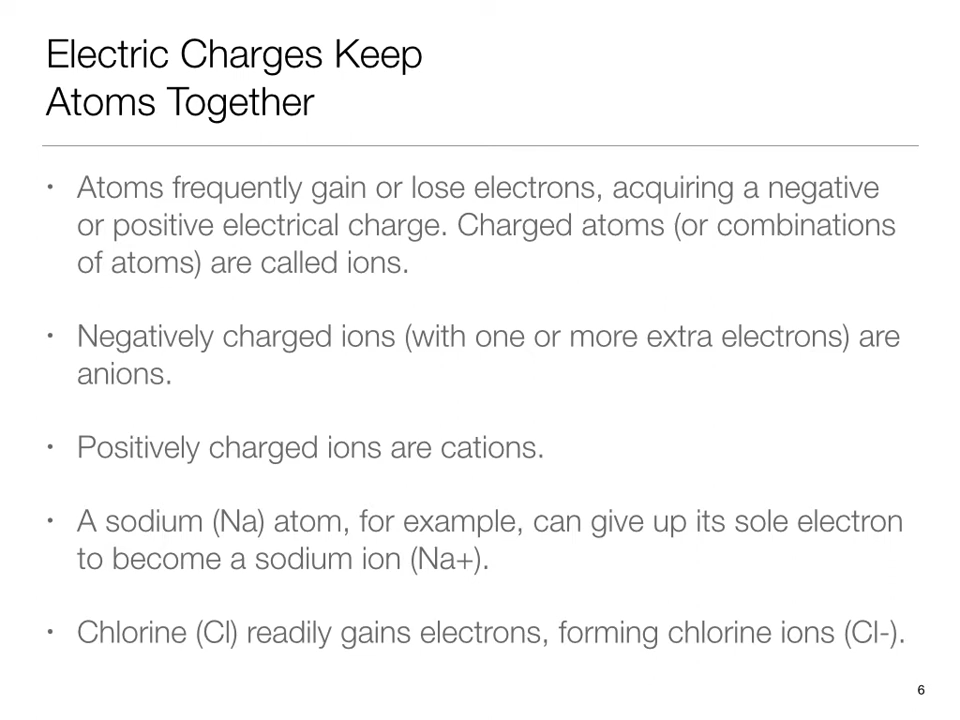 Electric Charges Keep
Atoms Together
• Atoms frequently gain or lose electrons, acquiring a negative
or positive electrical charge. Charged atoms (or combinations
of atoms) are called ions.
• Negatively charged ions (with one or more extra electrons) are
anions.
• Positively charged ions are cations.
• A sodium (Na) atom, for example, can give up its sole electron
to become a sodium ion (Na+).
• Chlorine (Cl) readily gains electrons, forming chlorine ions (Cl-).
6